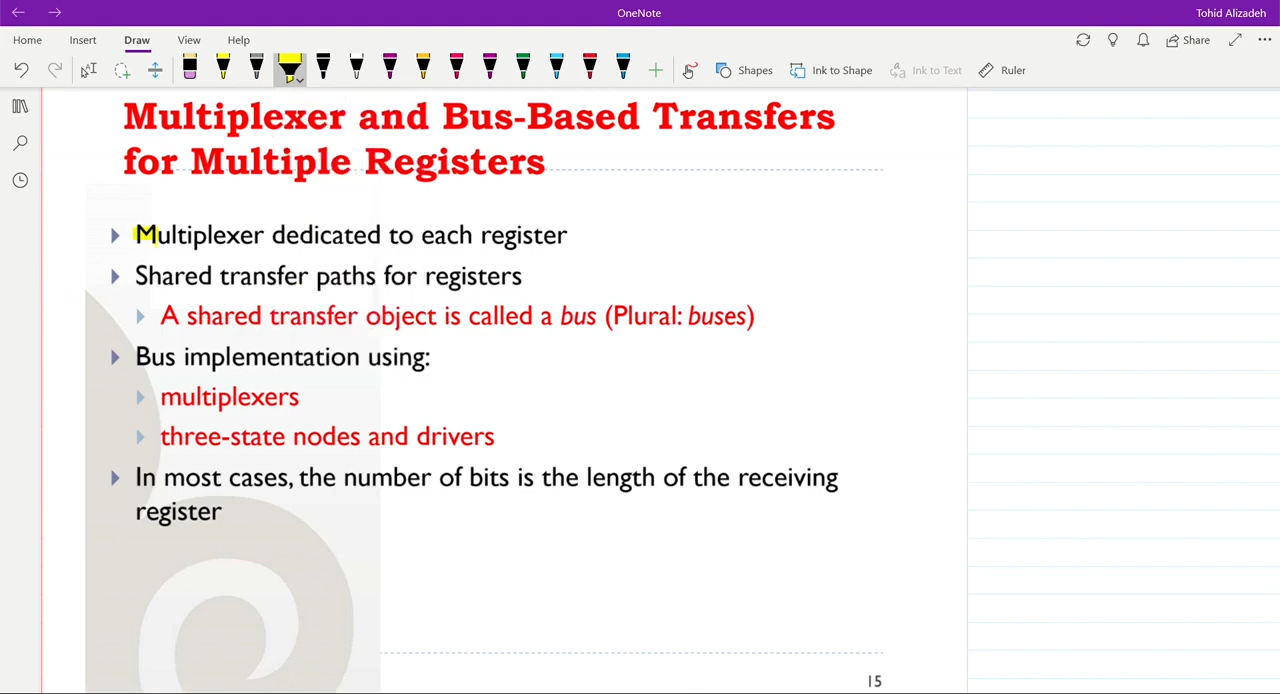 OneNote
Tohid Alizadeh
Home Insert Draw View Help
Share
Shapes Ink to Shape Ink to Text Ruler
Multiplexer and Bus-Based Transfers
for Multiple Registers
Multiplexer dedicated to each register
Shared transfer paths for registers
A shared transfer object is called a bus (Plural: buses)
Bus implementation using:
multiplexers
three-state nodes and drivers
In most cases, the number of bits is the length of the receiving
register
15